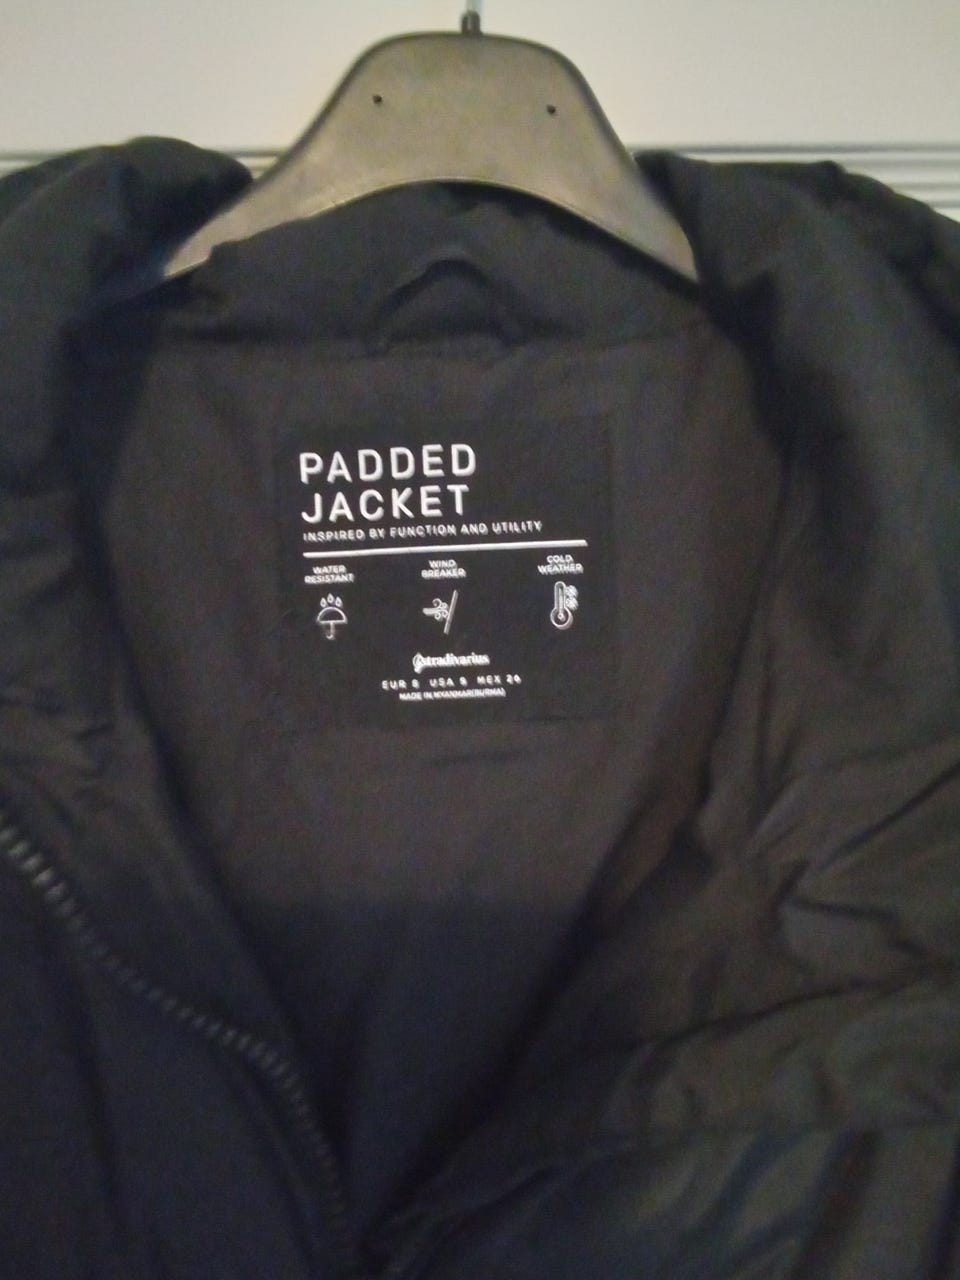 PADDED
JACKET
INSPIRED BY FUNCTION AND UTILITY
WATER
RESISTANT
WIND
BREAKER
COLD
WEATHER
stradivarius
EUR S USA S MEX 26
MADE IN MYANMAR(BURMA)